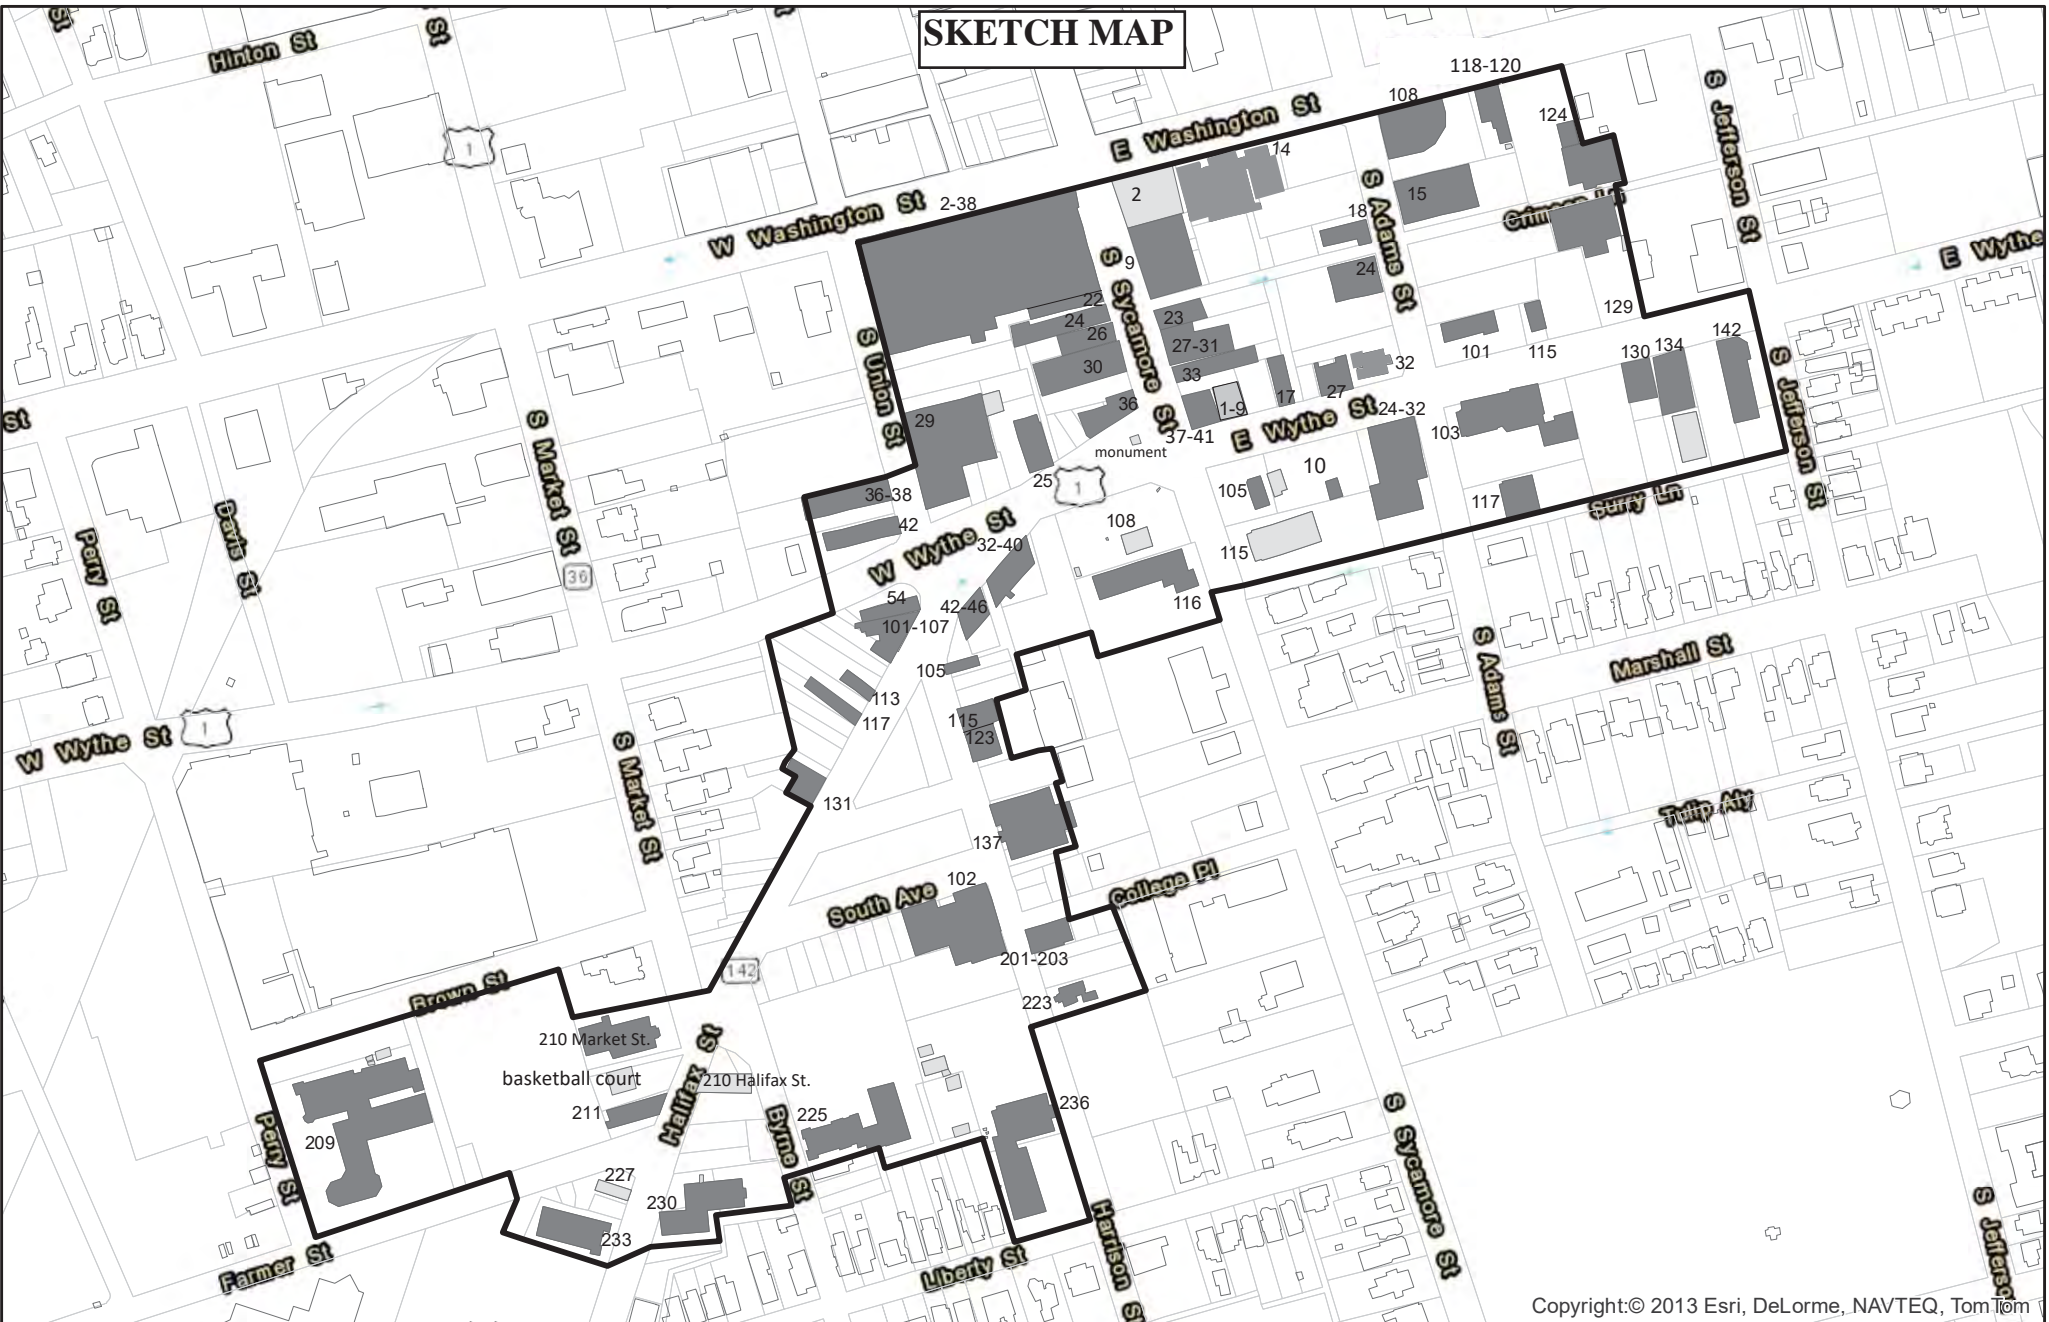 SKETCH MAP
St
Hinton St
St
St
118-120
S Jefferson St
108
124
E Washington St
1
14
15
18
S Adams St
2
2-38
W Washington St
E Wythe
9
24
22
S Sycamore St
24
23
26
27-31
129
142
S Union St
30
33
101
115
130
134
32
17
27
1-9
S Jefferson St
36
24-32
St
S Market St
29
37-41
E Wythe St
103
monument
10
25
1
105
117
Surry Ln
36-38
42
W Wythe St
108
32-40
115
Davis St
Perry St
36
54
42-46
116
101-107
S Adams St
Marshall St
105
113
117
115
123
W Wythe St
1
S Market St
131
137
Tulip Aly
102
South Ave
College Pl
201-203
142
Brown St
223
210 Market St.
Halifax St
basketball court
210 Halifax St.
211
225
Byrne St
236
209
Perry St
S Sycamore St
227
230
233
Farmer St
Liberty St
Harrison St
S Jefferso
Copyright:© 2013 Esri, DeLorme, NAVTEQ, TomTom